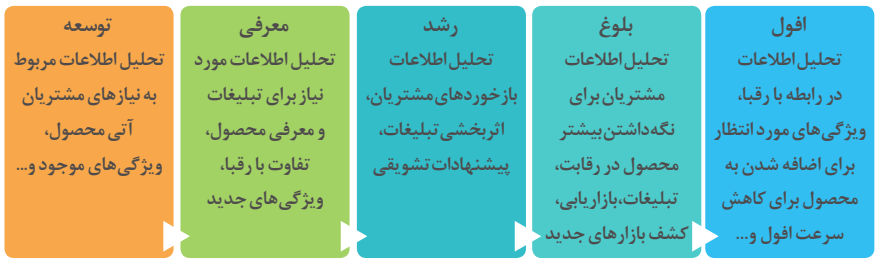 توسعه
تحلیل اطلاعات مربوط
به نیازهای مشتریان
آتی محصول،
ویژگی‌های موجود و...
معرفی
تحلیل اطلاعات مورد
نیاز برای تبلیغات
و معرفی محصول،
تفاوت با رقبا،
ویژگی‌های جدید
رشد
تحلیل اطلاعات
بازخوردهای مشتریان،
اثربخشی تبلیغات،
پیشنهادات تشویقی
بلوغ
تحلیل اطلاعات
مشتریان برای
نگه‌داشتن بیشتر
محصول در رقابت،
تبلیغات، بازاریابی،
کشف بازارهای جدید
افول
تحلیل اطلاعات
در رابطه با رقبا،
ویژگی‌های مورد انتظار
برای اضافه شدن به
محصول برای کاهش
سرعت افول و...